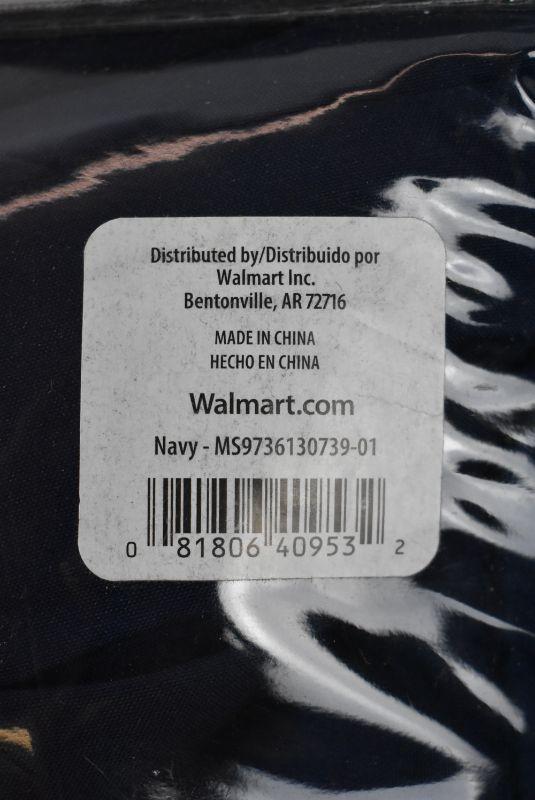 Distributed by/Distribuido por
Walmart Inc.
Bentonville, AR 72716
MADE IN CHINA
HECHO EN CHINA
Walmart.com
Navy - MS9736130739-01
0 81806 40953 2